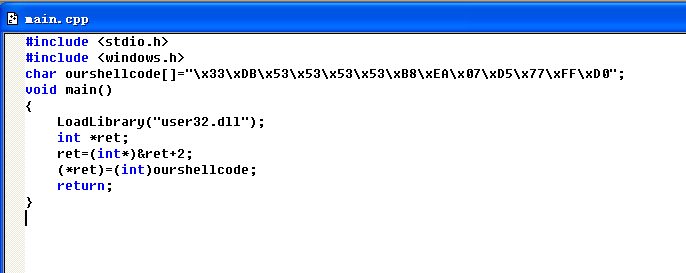 main.cpp
#include <stdio.h>
#include <windows.h>
char ourshellcode[]="\x33\xDB\x53\x53\x53\x53\xB8\xEA\x07\xD5\x77\xFF\xD0";
void main()
{
    LoadLibrary("user32.dll");
    int *ret;
    ret=(int*)&ret+2;
    (*ret)=(int)ourshellcode;
    return;
}